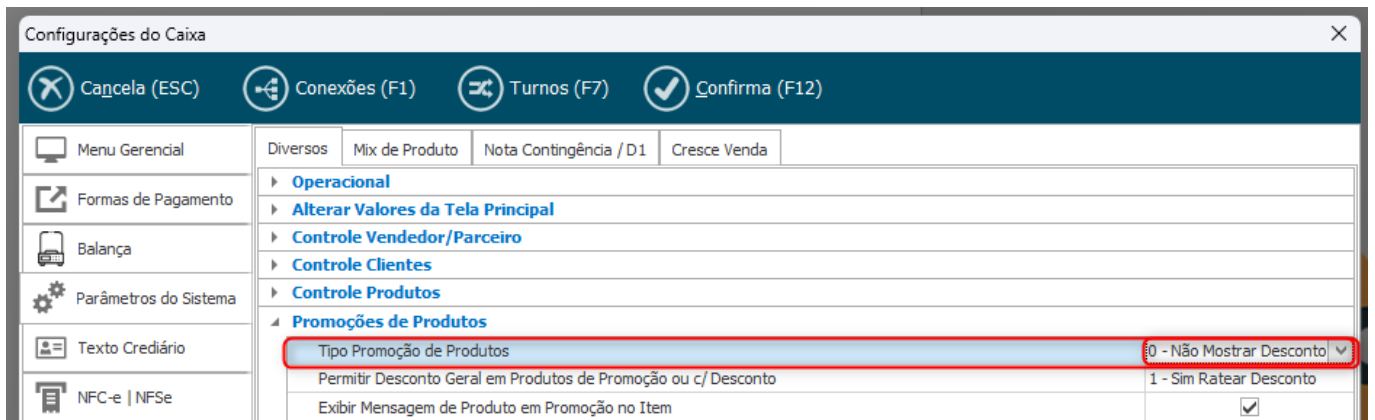 Configurações do Caixa
Cancela (ESC) Conexões (F1) Turnos (F7) Confirma (F12)
Menu Gerencial
Formas de Pagamento
Balança
Parâmetros do Sistema
Texto Crediário
NFC-e | NFSe
Diversos Mix de Produto Nota Contingência / D1 Cresce Venda
Operacional
Alterar Valores da Tela Principal
Controle Vendedor/Parceiro
Controle Clientes
Controle Produtos
Promoções de Produtos
Tipo Promoção de Produtos 0 - Não Mostrar Desconto
Permitir Desconto Geral em Produtos de Promoção ou c/ Desconto 1 - Sim Ratear Desconto
Exibir Mensagem de Produto em Promoção no Item